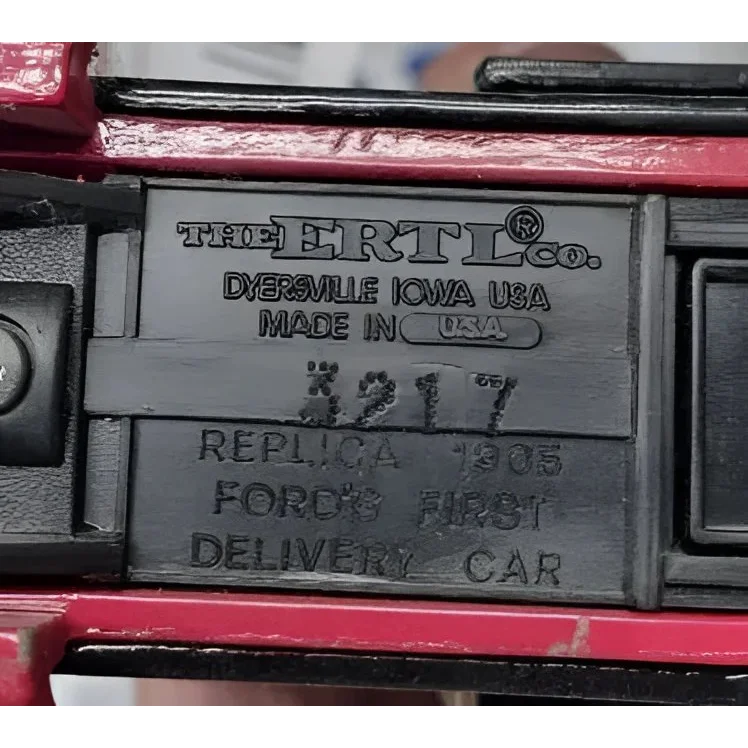 THE ERTL® CO.
DYERSVILLE IOWA USA
MADE IN USA
REPLICA 1905
FORD'S FIRST
DELIVERY CAR